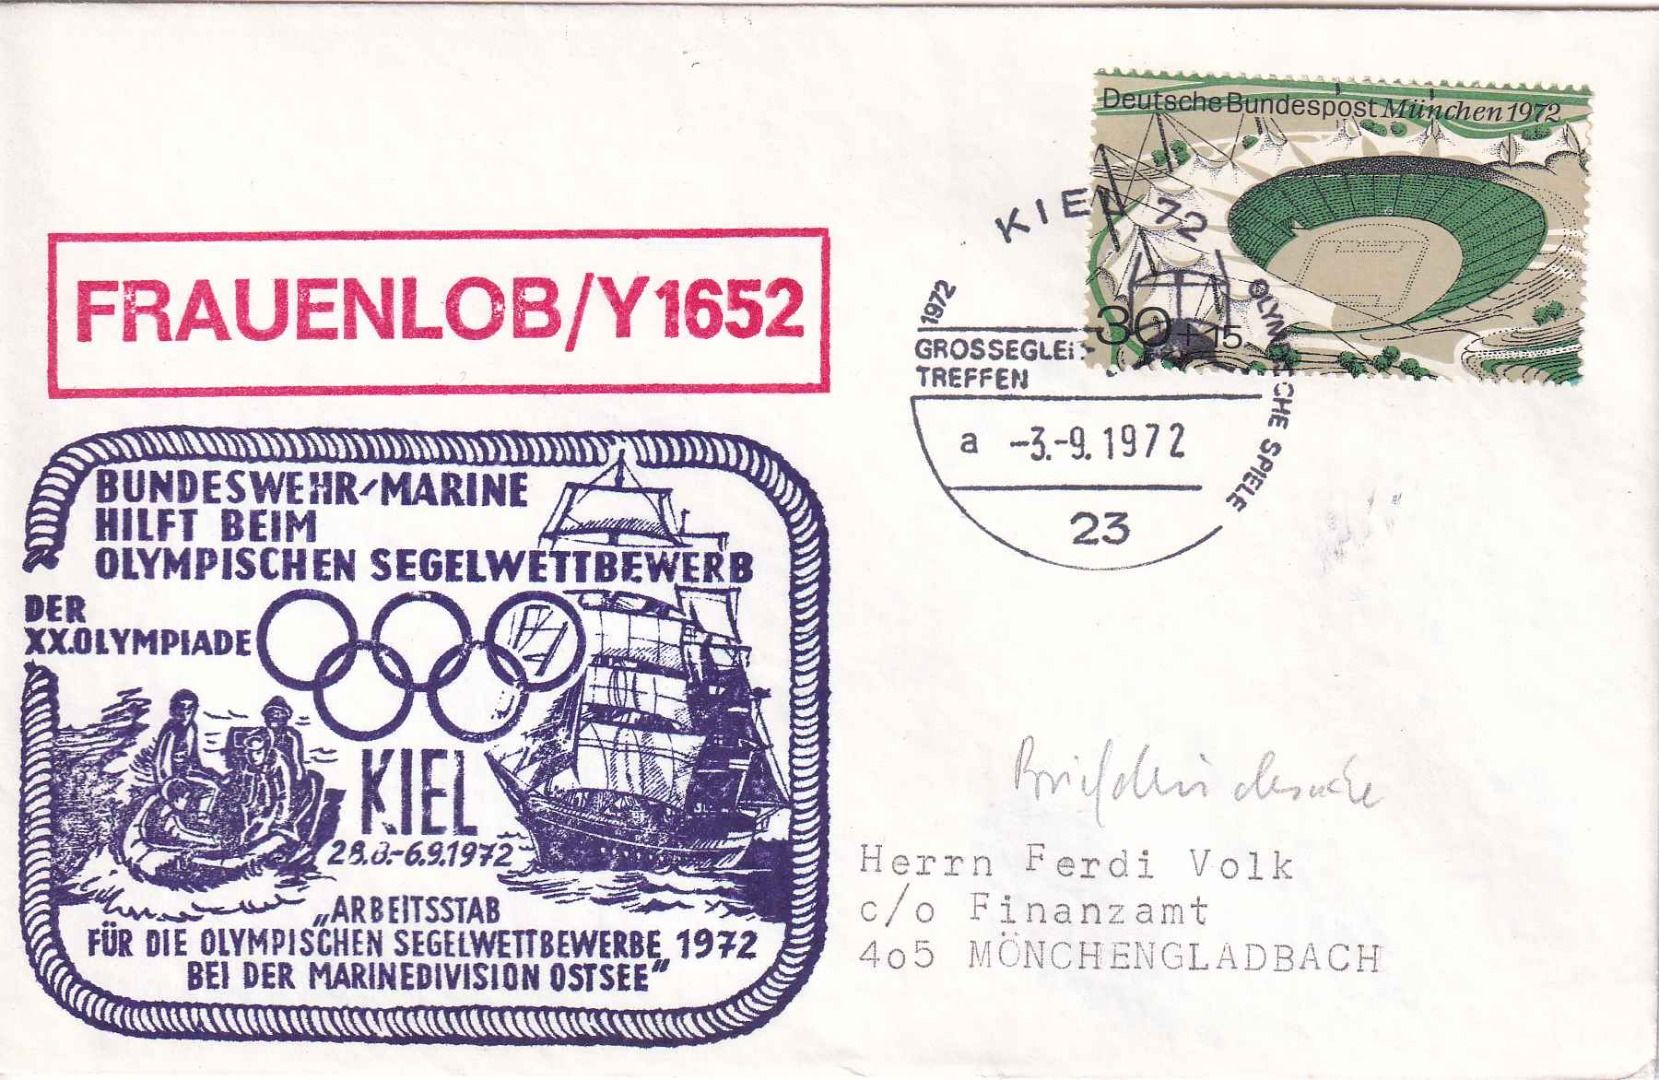 Deutsche Bundespost München 1972
30 + 15
KIEL 72
1972
OLYMPISCHE SPIELE
GROSSEGLER
TREFFEN
a -3.-9.1972
23
FRAUENLOB/Y1652
BUNDESWEHR-MARINE
HILFT BEIM
OLYMPISCHEN SEGELWETTBEWERB
DER
XX.OLYMPIADE
KIEL
28.8-6.9.1972
„ARBEITSSTAB
FÜR DIE OLYMPISCHEN SEGELWETTBEWERBE 1972
BEI DER MARINEDIVISION OSTSEE"
Briefdrucksache
Herrn Ferdi Volk
c/o Finanzamt
4o5 MÖNCHENGLADBACH